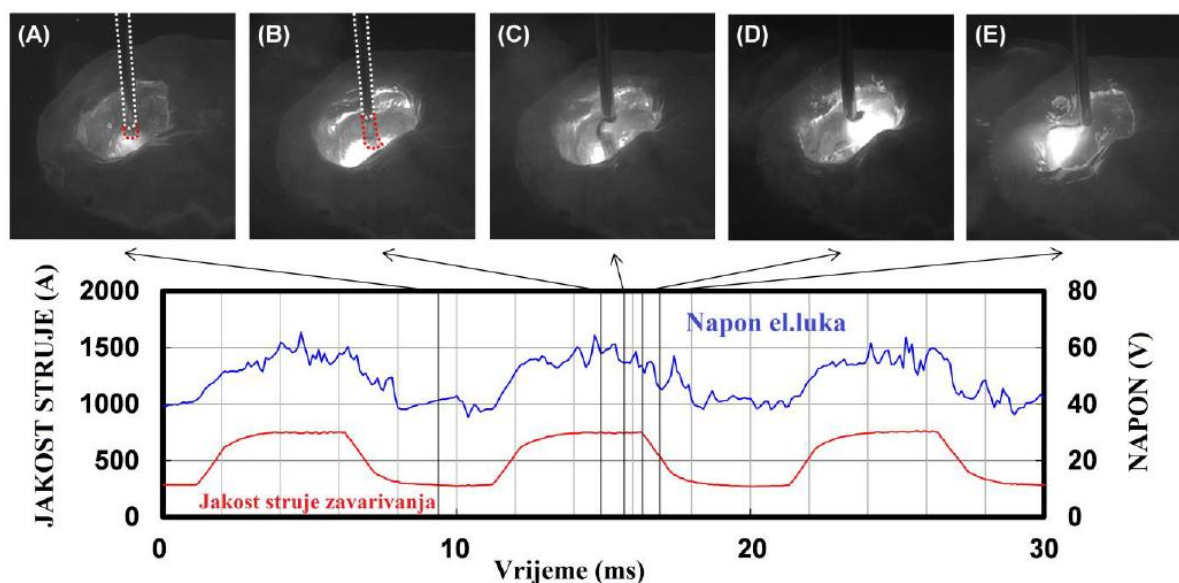 (A)
(B)
(C)
(D)
(E)
JAKOST STRUJE (A)
2000
1500
1000
500
0
Napon el.luka
Jakost struje zavarivanja
80
60
40
20
0
NAPON (V)
0
10
20
30
Vrijeme (ms)